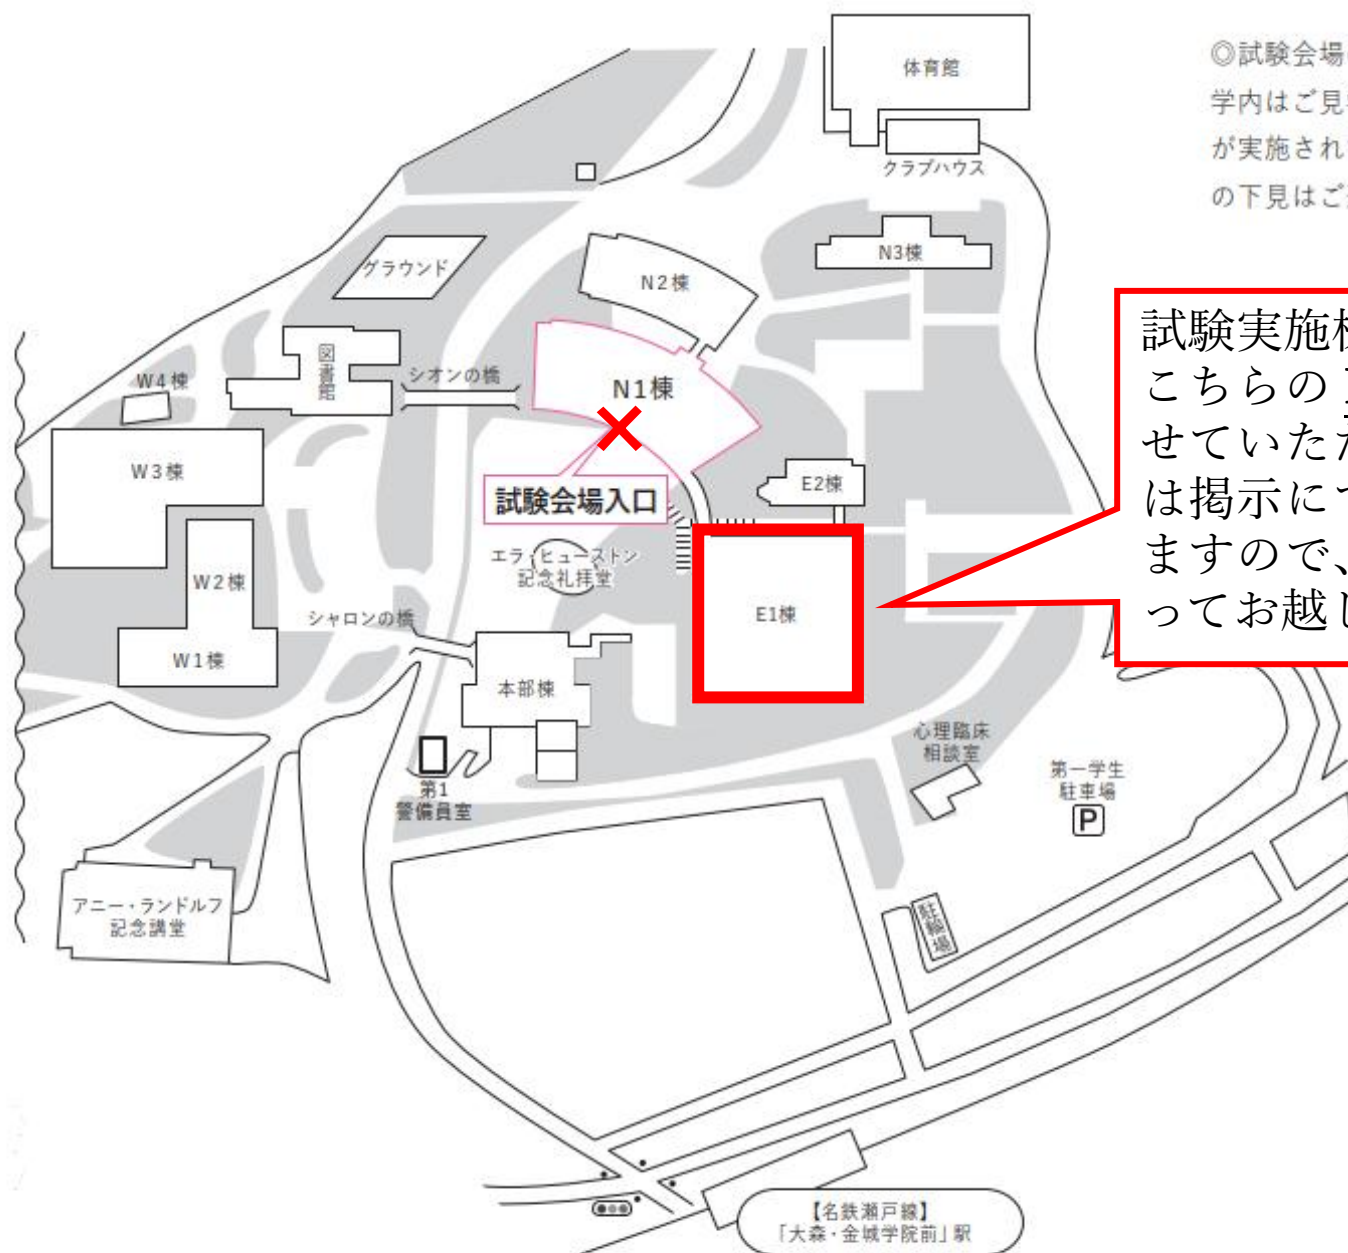 体育館
クラブハウス
◎試験会場
学内はご見
が実施され
の下見はご
グラウンド
N2棟
N3棟
図書館
シオンの橋
W4棟
N1棟
W3棟
試験会場入口
E2棟
試験実施
こちらの
せていた
は掲示に
ますので、
ってお越し
エラ・ヒューストン
記念礼拝堂
W2棟
シャロンの橋
E1棟
W1棟
本部棟
心理臨床
相談室
第一学生
駐車場
P
第1
警備員室
アニー・ランドルフ
記念講堂
駐輪場
【名鉄瀬戸線】
「大森・金城学院前」駅